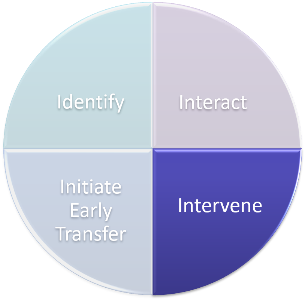 Identify
Interact
Initiate
Early
Transfer
Intervene